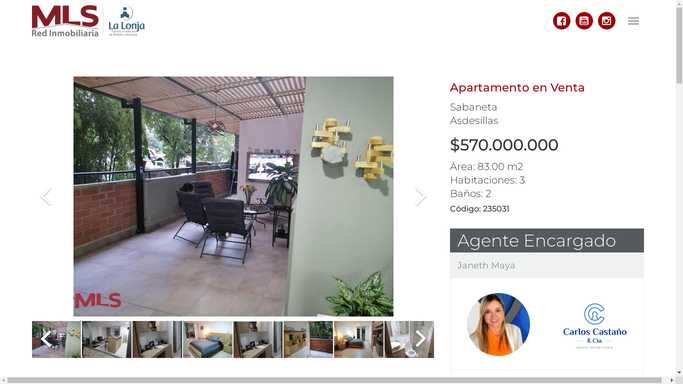 MLS
Red Inmobiliaria
La Lonja
Apartamento en Venta
Sabaneta
Asdesillas
$570.000.000
Área: 83.00 m2
Habitaciones: 3
Baños: 2
Código: 235031
MLS
Agente Encargado
Janeth Maya
Carlos Castaño
& Cía.